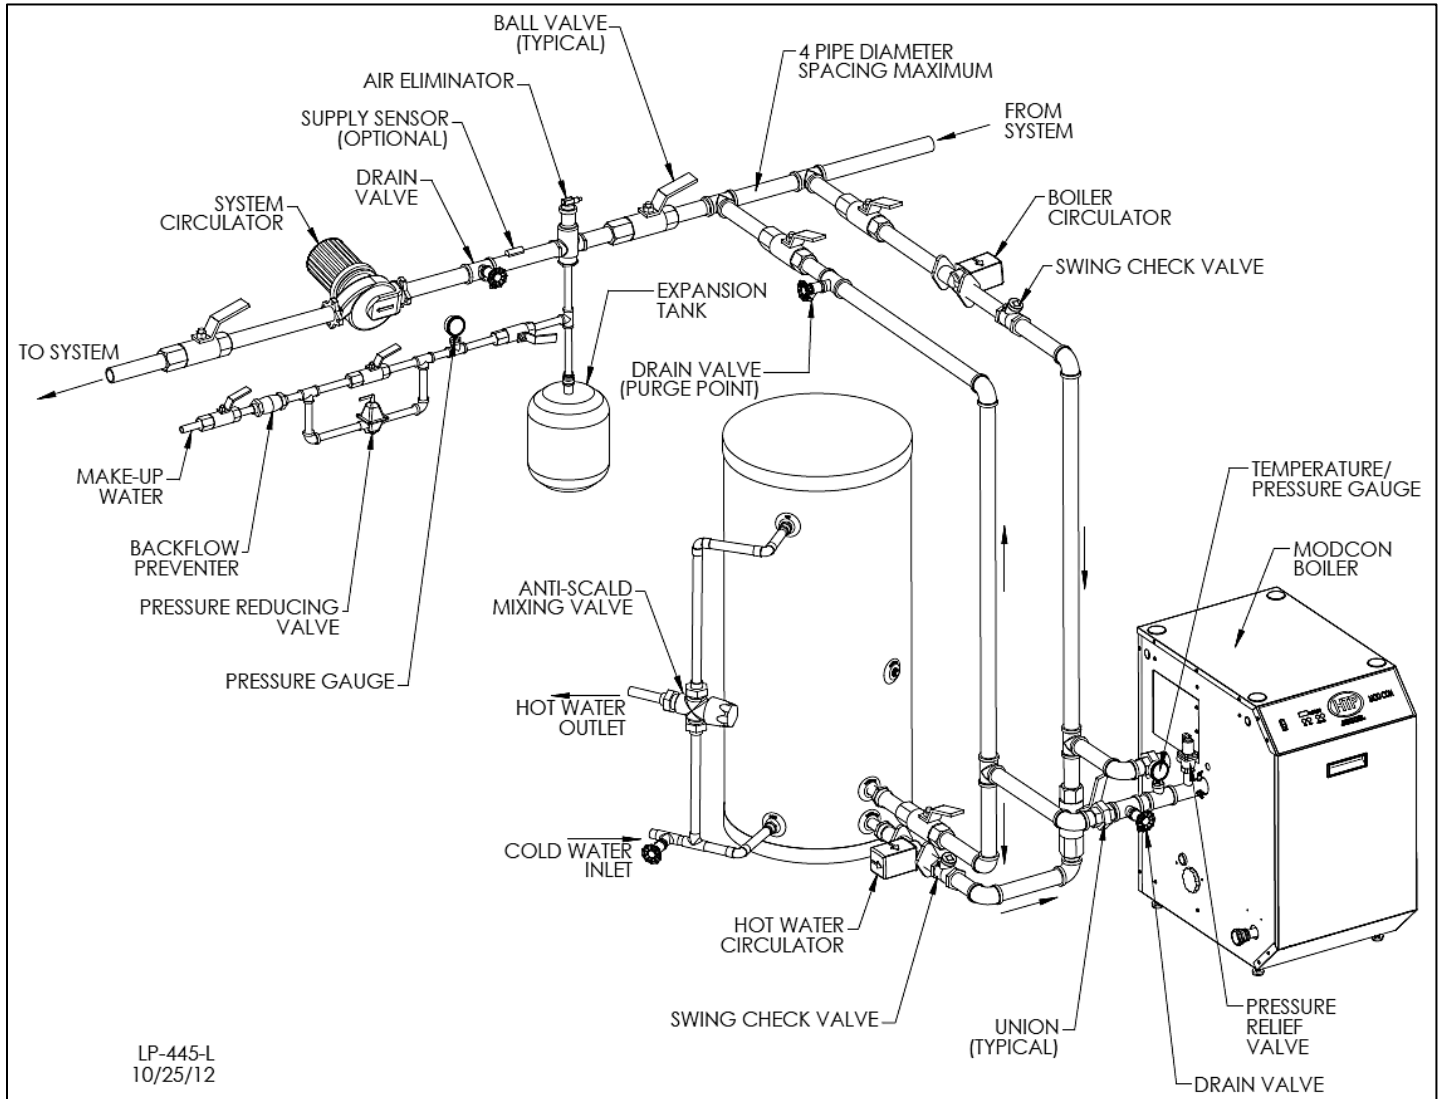 BALL VALVE
(TYPICAL)
4 PIPE DIAMETER
SPACING MAXIMUM
AIR ELIMINATOR
FROM
SYSTEM
SUPPLY SENSOR
(OPTIONAL)
DRAIN
VALVE
SYSTEM
CIRCULATOR
BOILER
CIRCULATOR
SWING CHECK VALVE
EXPANSION
TANK
TO SYSTEM
DRAIN VALVE
(PURGE POINT)
MAKE-UP
WATER
TEMPERATURE/
PRESSURE GAUGE
BACKFLOW
PREVENTER
MODCON
BOILER
ANTI-SCALD
MIXING VALVE
PRESSURE REDUCING
VALVE
PRESSURE GAUGE
HOT WATER
OUTLET
HTP
MOD CON
COLD WATER
INLET
HOT WATER
CIRCULATOR
SWING CHECK VALVE
UNION
(TYPICAL)
PRESSURE
RELIEF
VALVE
DRAIN VALVE
LP-445-L
10/25/12